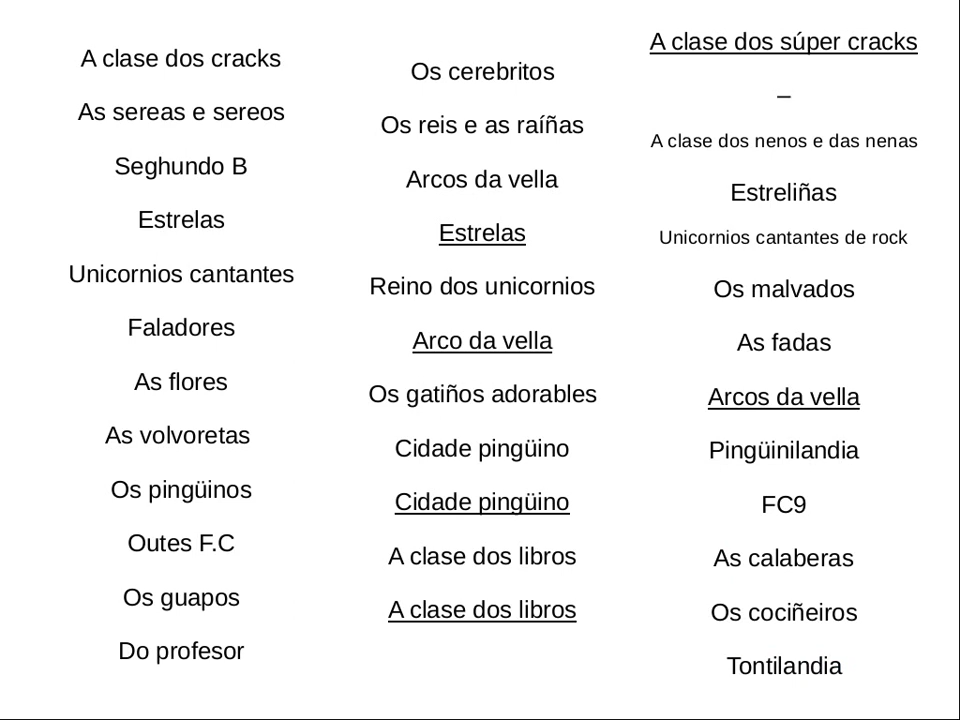 A clase dos cracks
As sereas e sereos
Seghundo B
Estrelas
Unicornios cantantes
Faladores
As flores
As volvoretas
Os pingüinos
Outes F.C
Os guapos
Do profesor
Os cerebritos
Os reis e as raíñas
Arcos da vella
Estrelas
Reino dos unicornios
Arco da vella
Os gatiños adorables
Cidade pingüino
Cidade pingüino
A clase dos libros
A clase dos libros
A clase dos súper cracks
–
A clase dos nenos e das nenas
Estreliñas
Unicornios cantantes de rock
Os malvados
As fadas
Arcos da vella
Pingüinilandia
FC9
As calaberas
Os cociñeiros
Tontilandia